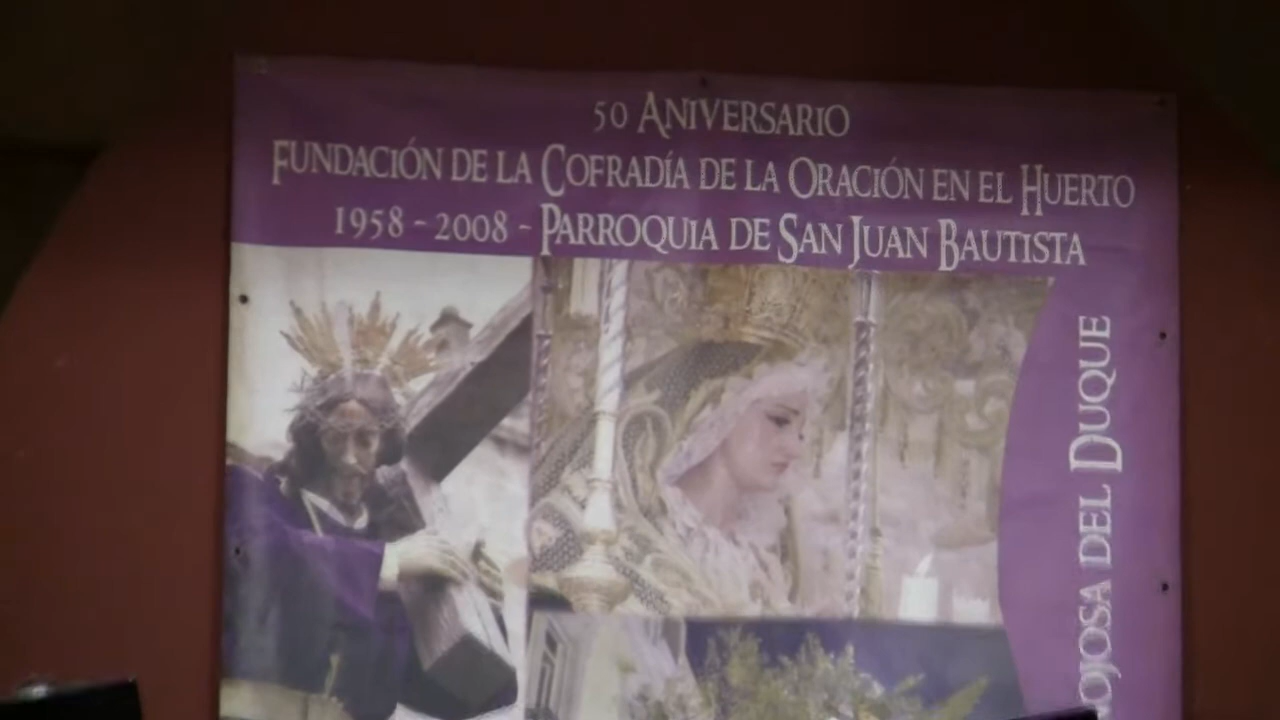 50 ANIVERSARIO
FUNDACIÓN DE LA COFRADÍA DE LA ORACIÓN EN EL HUERTO
1958 - 2008 - PARROQUIA DE SAN JUAN BAUTISTA
DEL DUQUE